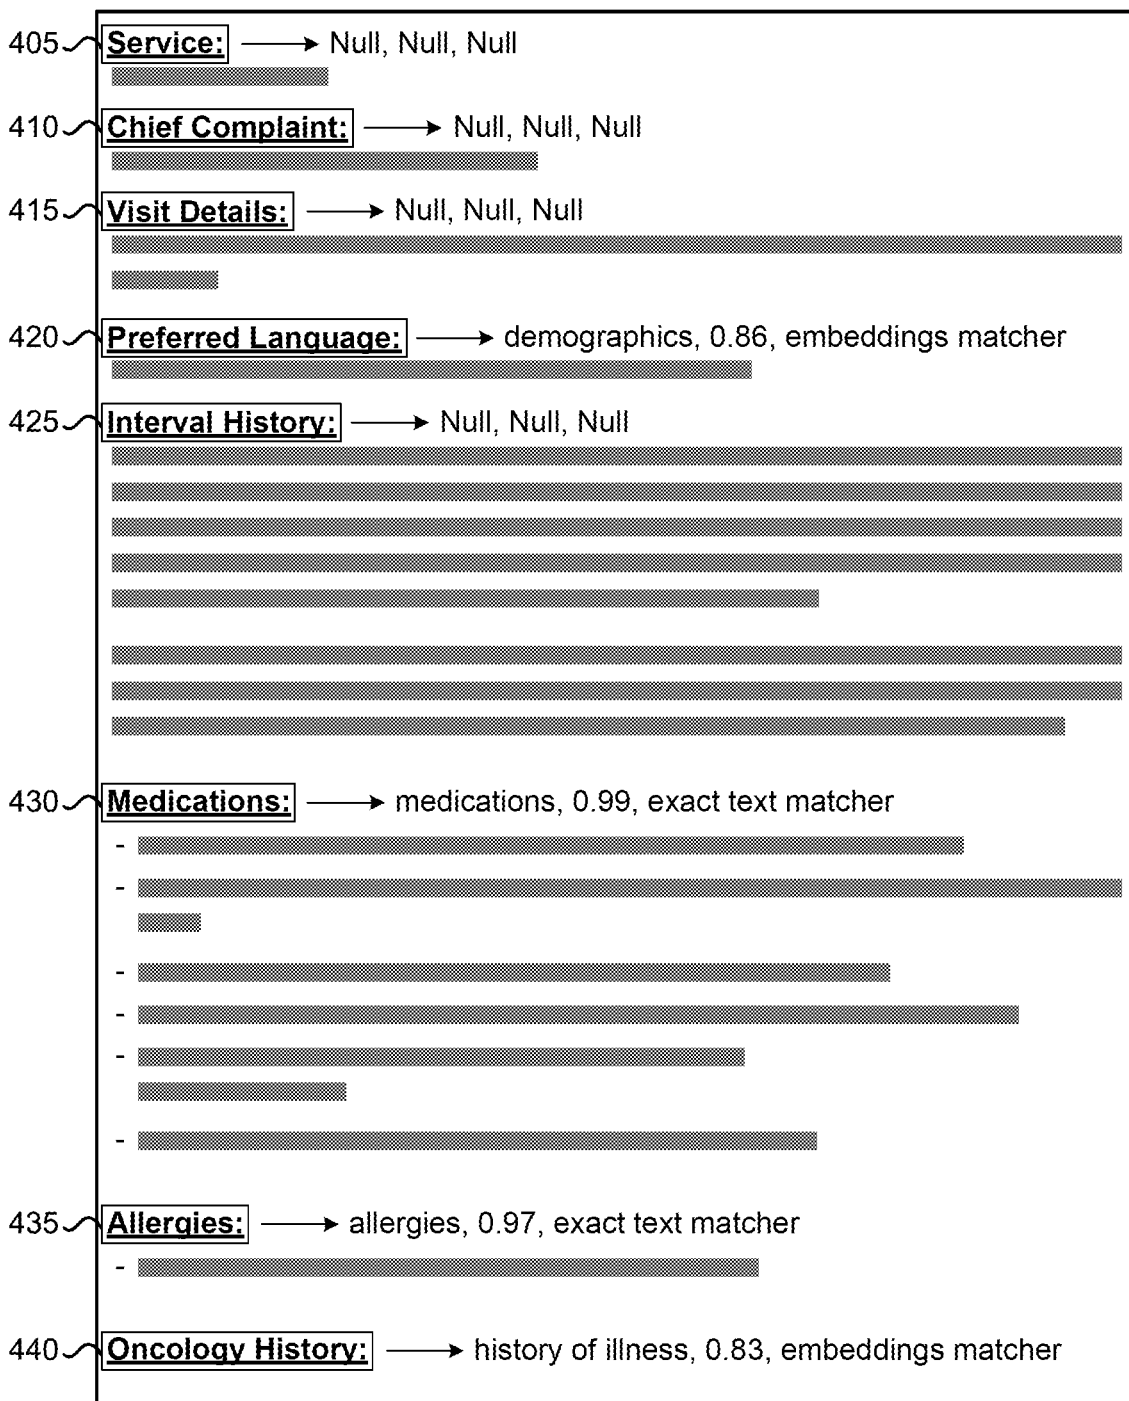 405 Service: Null, Null, Null
410 Chief Complaint: Null, Null, Null
415 Visit Details: Null, Null, Null
420 Preferred Language: demographics, 0.86, embeddings matcher
425 Interval History: Null, Null, Null
430 Medications: medications, 0.99, exact text matcher
-
-
-
-
-
-
435 Allergies: allergies, 0.97, exact text matcher
-
440 Oncology History: history of illness, 0.83, embeddings matcher